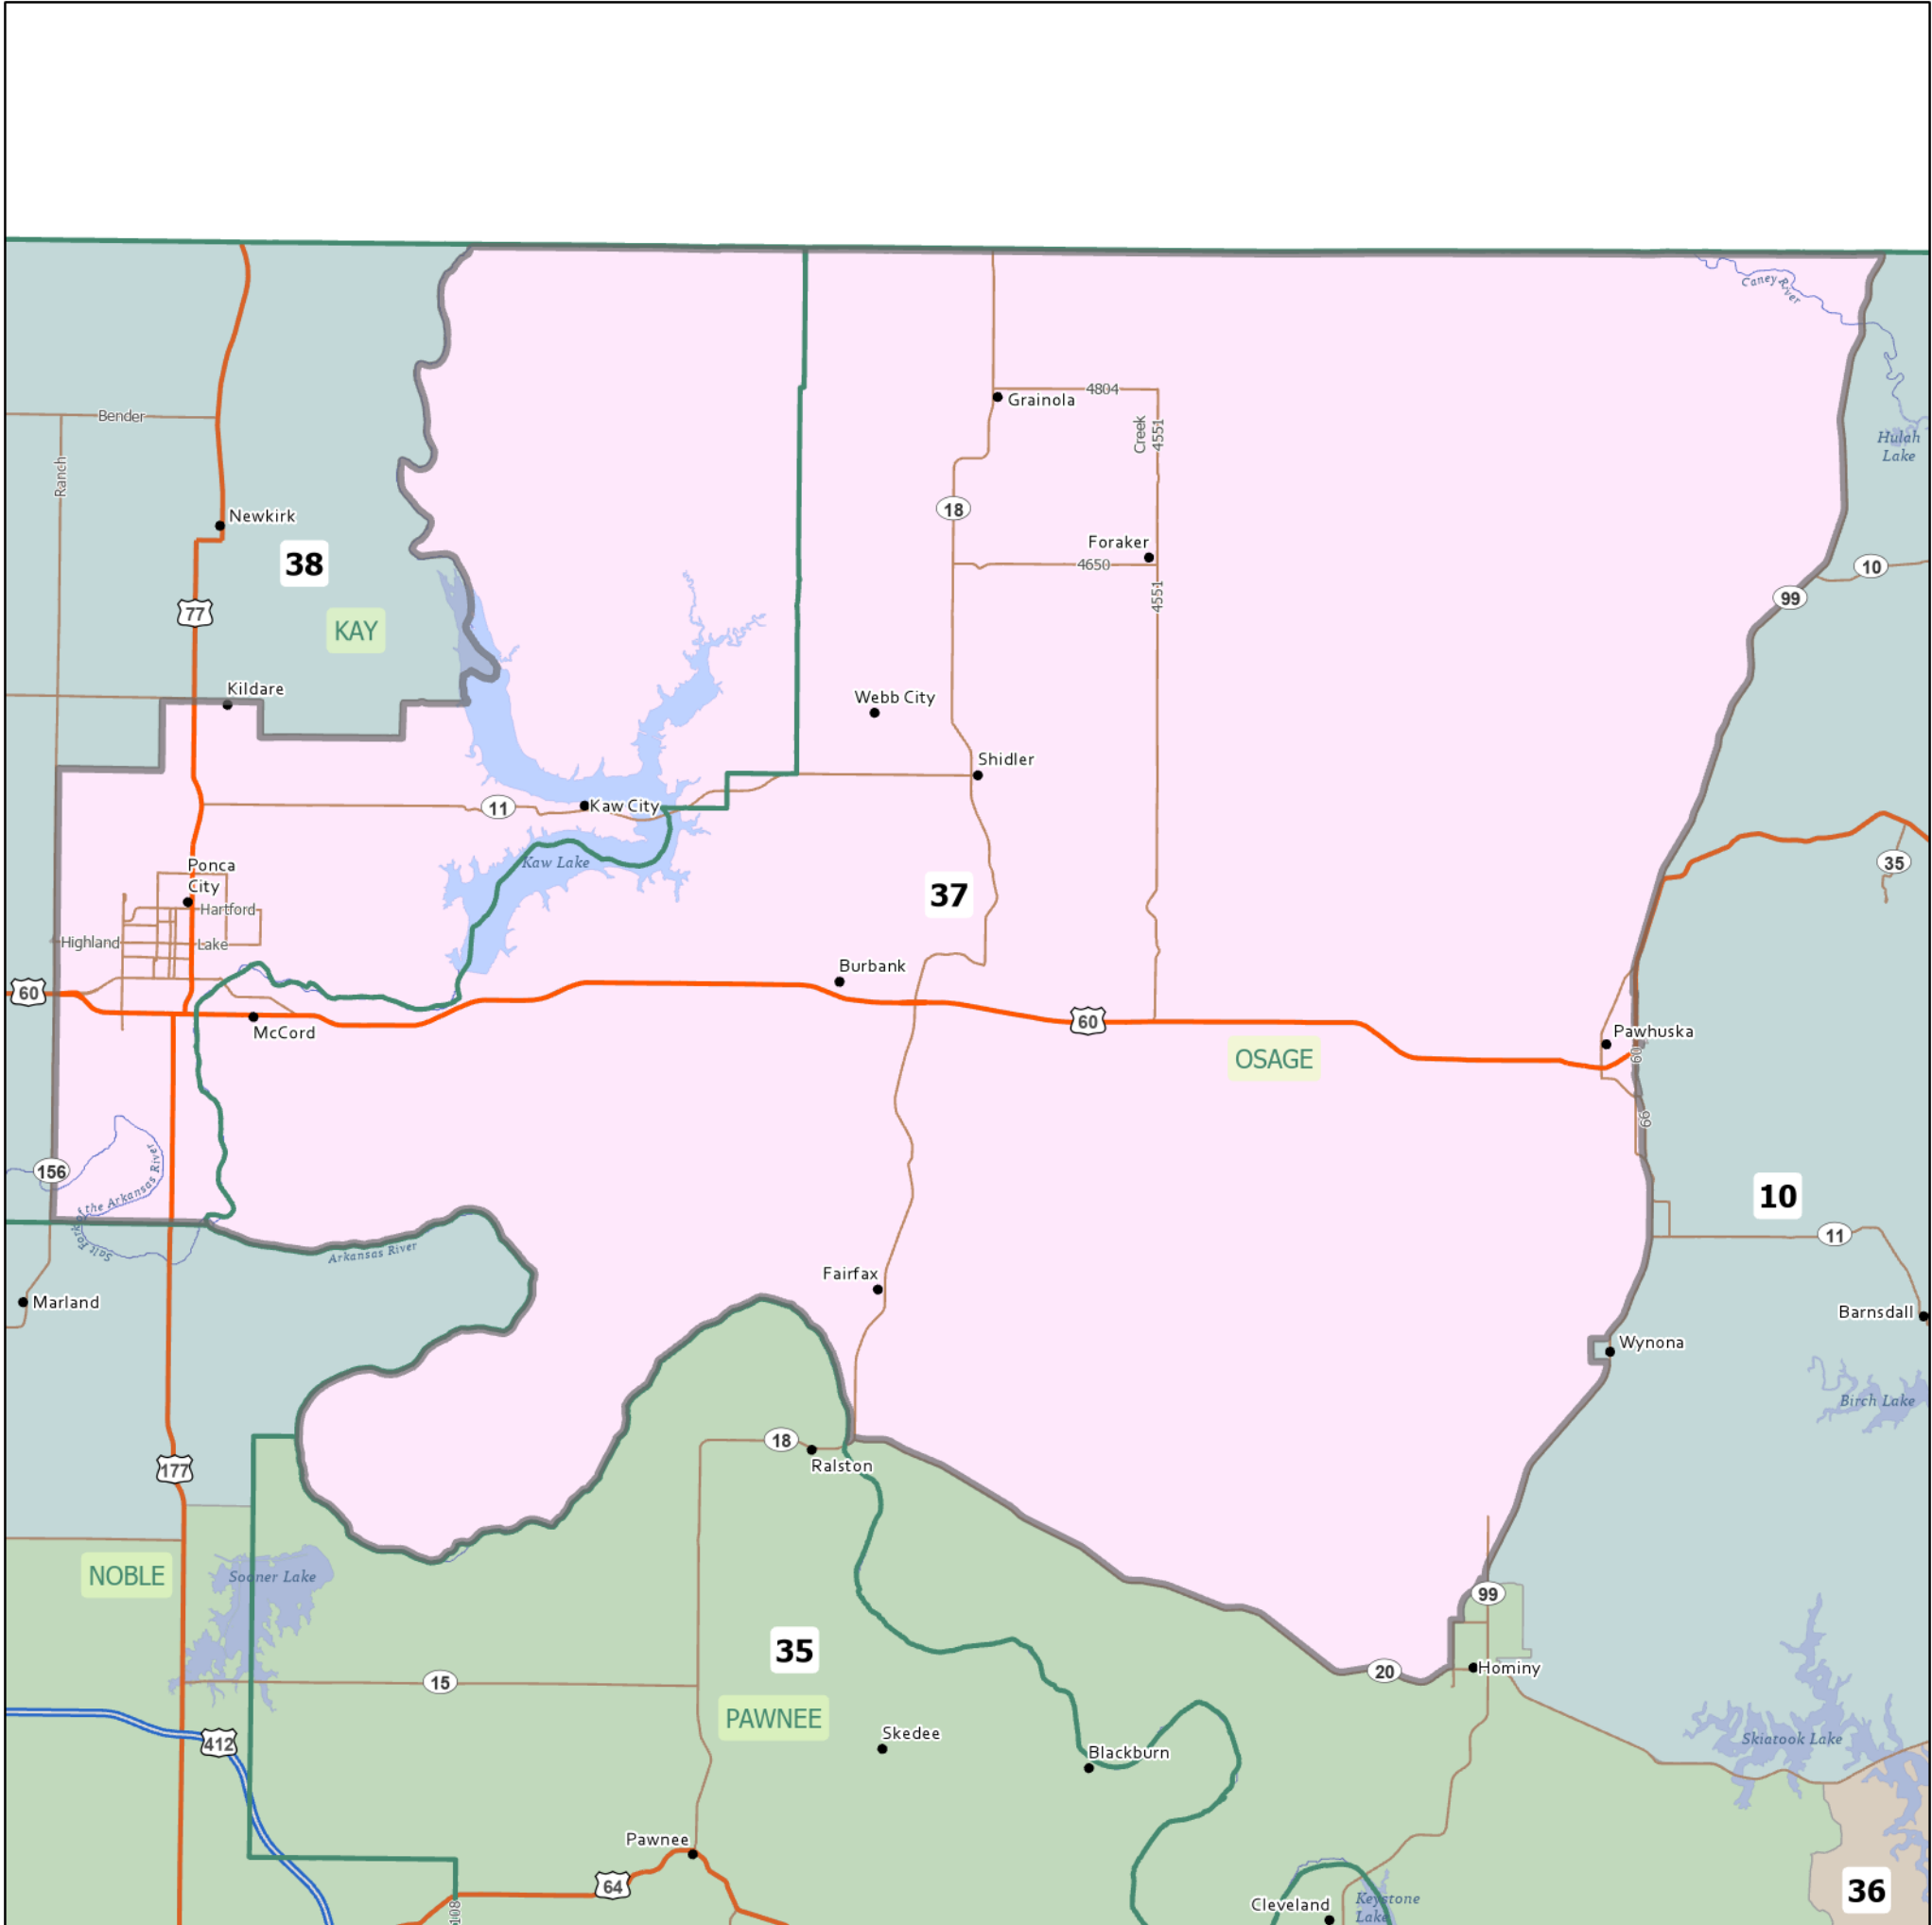 Caney River
Bender
4804
Grainola
Creek
4551
Hulah
Lake
Ranch
18
Newkirk
Foraker
38
4650
10
77
4551
99
KAY
Kildare
Webb City
Shidler
11
Kaw City
Kaw Lake
35
Ponca
City
37
Hartford
Highland
Lake
Burbank
60
60
McCord
Pawhuska
60
OSAGE
99
156
Salt Fork of the Arkansas River
10
11
Arkansas River
Fairfax
Marland
Barnsdall
Wynona
Birch Lake
18
Ralston
177
NOBLE
Sooner Lake
99
35
20
Hominy
15
PAWNEE
412
Skedee
Blackburn
Skiatook Lake
Pawnee
64
36
108
Cleveland
Keystone
Lake